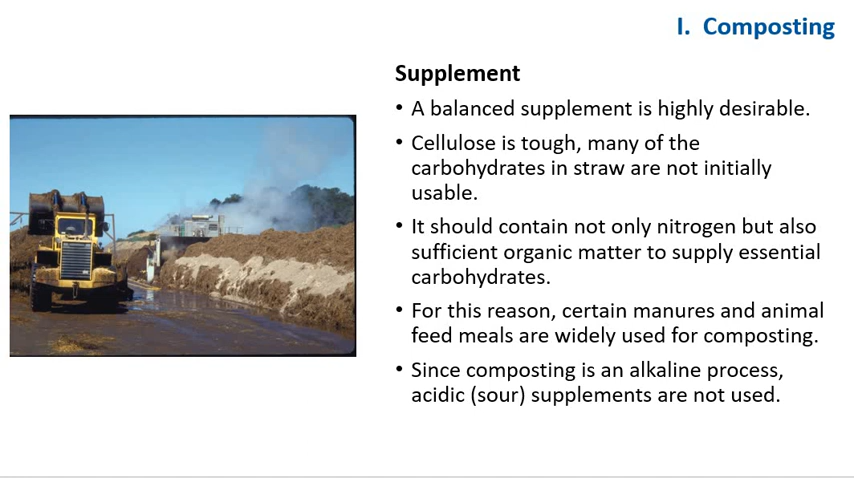 I. Composting
Supplement
• A balanced supplement is highly desirable.
• Cellulose is tough, many of the
carbohydrates in straw are not initially
usable.
• It should contain not only nitrogen but also
sufficient organic matter to supply essential
carbohydrates.
• For this reason, certain manures and animal
feed meals are widely used for composting.
• Since composting is an alkaline process,
acidic (sour) supplements are not used.